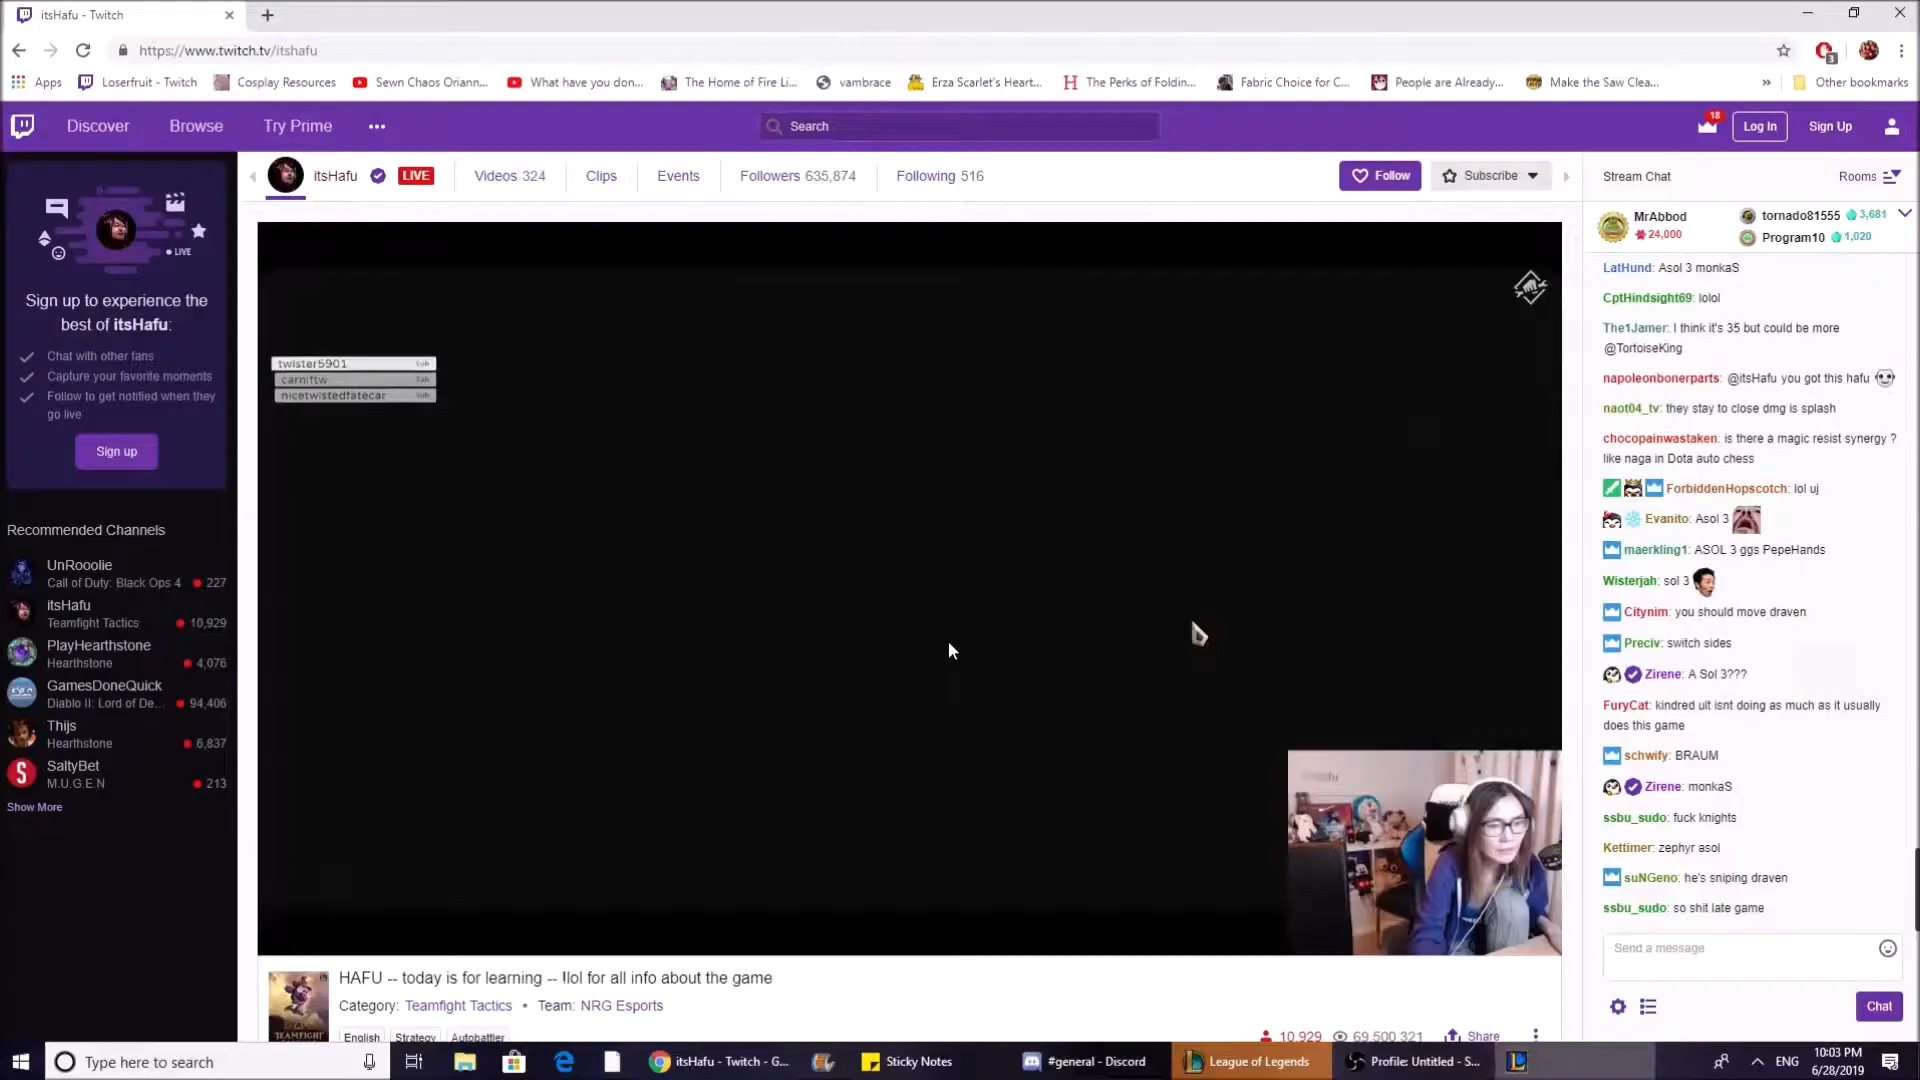 itsHafu - Twitch
https://www.twitch.tv/itshafu
3
Apps
Loserfruit - Twitch
Cosplay Resources
Sewn Chaos Oriann...
What have you don...
The Home of Fire Li...
vambrace
Erza Scarlet's Heart...
The Perks of Foldin...
Fabric Choice for C...
People are Already...
Make the Saw Clea...
»
Other bookmarks
Discover
Browse
Try Prime
Search
18
Log In
Sign Up
itsHafu
LIVE
Videos 324
Clips
Events
Followers 635,874
Following 516
Follow
Subscribe
Stream Chat
Rooms
LIVE
Sign up to experience the
best of itsHafu:
Chat with other fans
Capture your favorite moments
Follow to get notified when they
go live
Sign up
Recommended Channels
UnRooolie
Call of Duty: Black Ops 4 227
itsHafu
Teamfight Tactics 10,929
PlayHearthstone
Hearthstone 4,076
GamesDoneQuick
Diablo II: Lord of De... 94,406
Thijs
Hearthstone 6,837
SaltyBet
M.U.G.E.N 213
Show More
twister5901 sub
carniftw sub
nicetwistedfatecar sub
HAFU -- today is for learning -- !lol for all info about the game
Category: Teamfight Tactics • Team: NRG Esports
TEAMFIGHT
English
Strategy
Autobattler
10,929
69,500,321
Share
MrAbbod
24,000
tornado81555 3,681
Program10 1,020
LatHund: Asol 3 monkaS
CptHindsight69: lolol
The1Jamer: I think it's 35 but could be more
@TortoiseKing
napoleonbonerparts: @itsHafu you got this hafu
naot04_tv: they stay to close dmg is splash
chocopainwastaken: is there a magic resist synergy ?
like naga in Dota auto chess
ForbiddenHopscotch: lol uj
Evanito: Asol 3
maerkling1: ASOL 3 ggs PepeHands
Wisterjah: sol 3
Citynim: you should move draven
Preciv: switch sides
Zirene: A Sol 3???
FuryCat: kindred ult isnt doing as much as it usually
does this game
schwify: BRAUM
Zirene: monkaS
ssbu_sudo: fuck knights
Kettimer: zephyr asol
suNGeno: he's sniping draven
ssbu_sudo: so shit late game
Send a message
Chat
Type here to search
itsHafu - Twitch - G...
Sticky Notes
#general - Discord
League of Legends
Profile: Untitled - S...
ENG
10:03 PM
6/28/2019